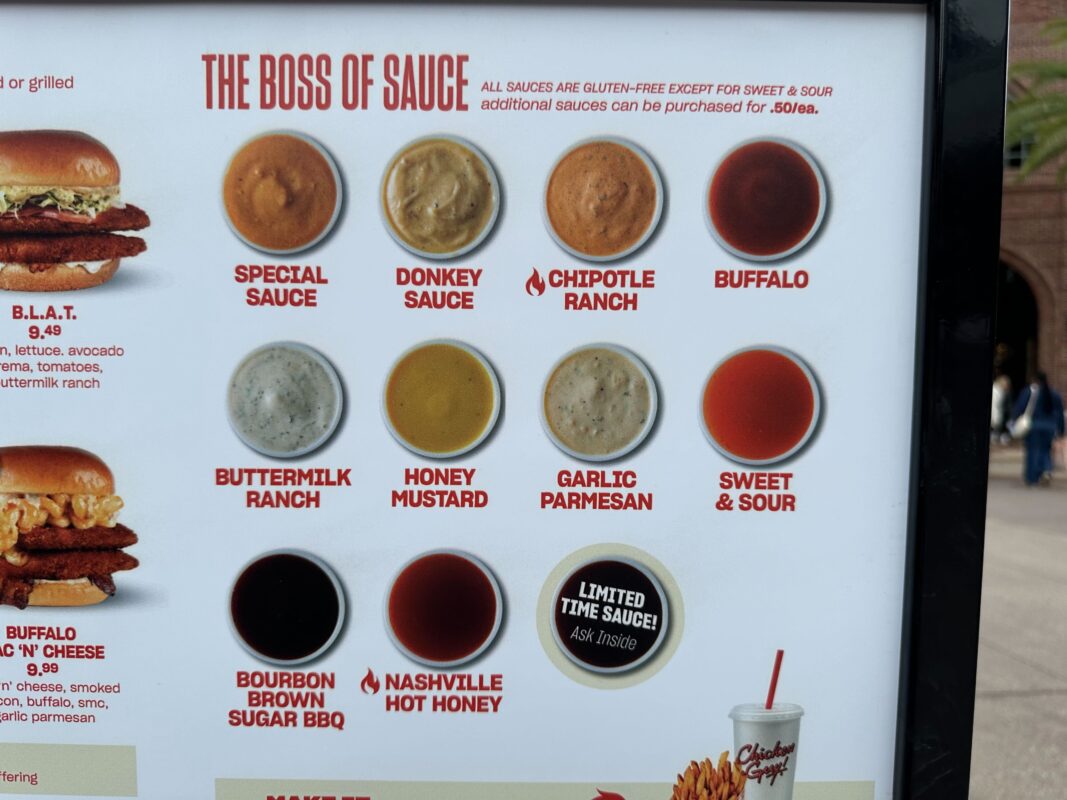 d or grilled
THE BOSS OF SAUCE
ALL SAUCES ARE GLUTEN-FREE EXCEPT FOR SWEET & SOUR
additional sauces can be purchased for .50/ea.
SPECIAL
SAUCE
DONKEY
SAUCE
CHIPOTLE
RANCH
BUFFALO
B.L.A.T.
9.49
n, lettuce. avocado
rema, tomatoes,
uttermilk ranch
BUTTERMILK
RANCH
HONEY
MUSTARD
GARLIC
PARMESAN
SWEET
& SOUR
BUFFALO
AC 'N' CHEESE
9.99
'n' cheese, smoked
con, buffalo, smc,
garlic parmesan
BOURBON
BROWN
SUGAR BBQ
NASHVILLE
HOT HONEY
LIMITED
TIME SAUCE!
Ask Inside
ffering
Chicken
Guy!
MAKE IT